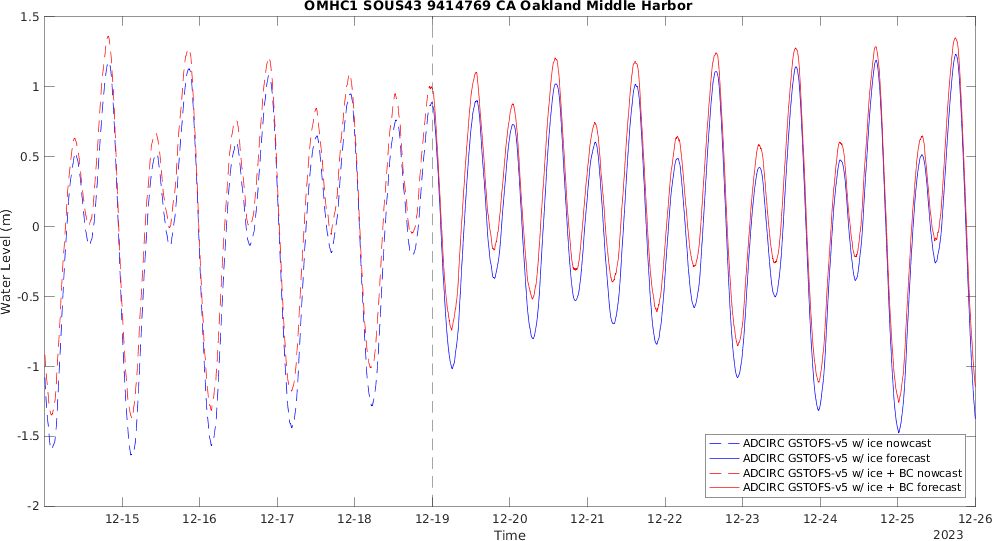 OMHC1 SOUS43 9414769 CA Oakland Middle Harbor
1.5
1
0.5
0
-0.5
-1
-1.5
-2
Water Level (m)
ADCIRC GSTOFS-v5 w/ ice nowcast
ADCIRC GSTOFS-v5 w/ ice forecast
ADCIRC GSTOFS-v5 w/ ice + BC nowcast
ADCIRC GSTOFS-v5 w/ ice + BC forecast
12-15 12-16 12-17 12-18 12-19 12-20 12-21 12-22 12-23 12-24 12-25 12-26
Time
2023